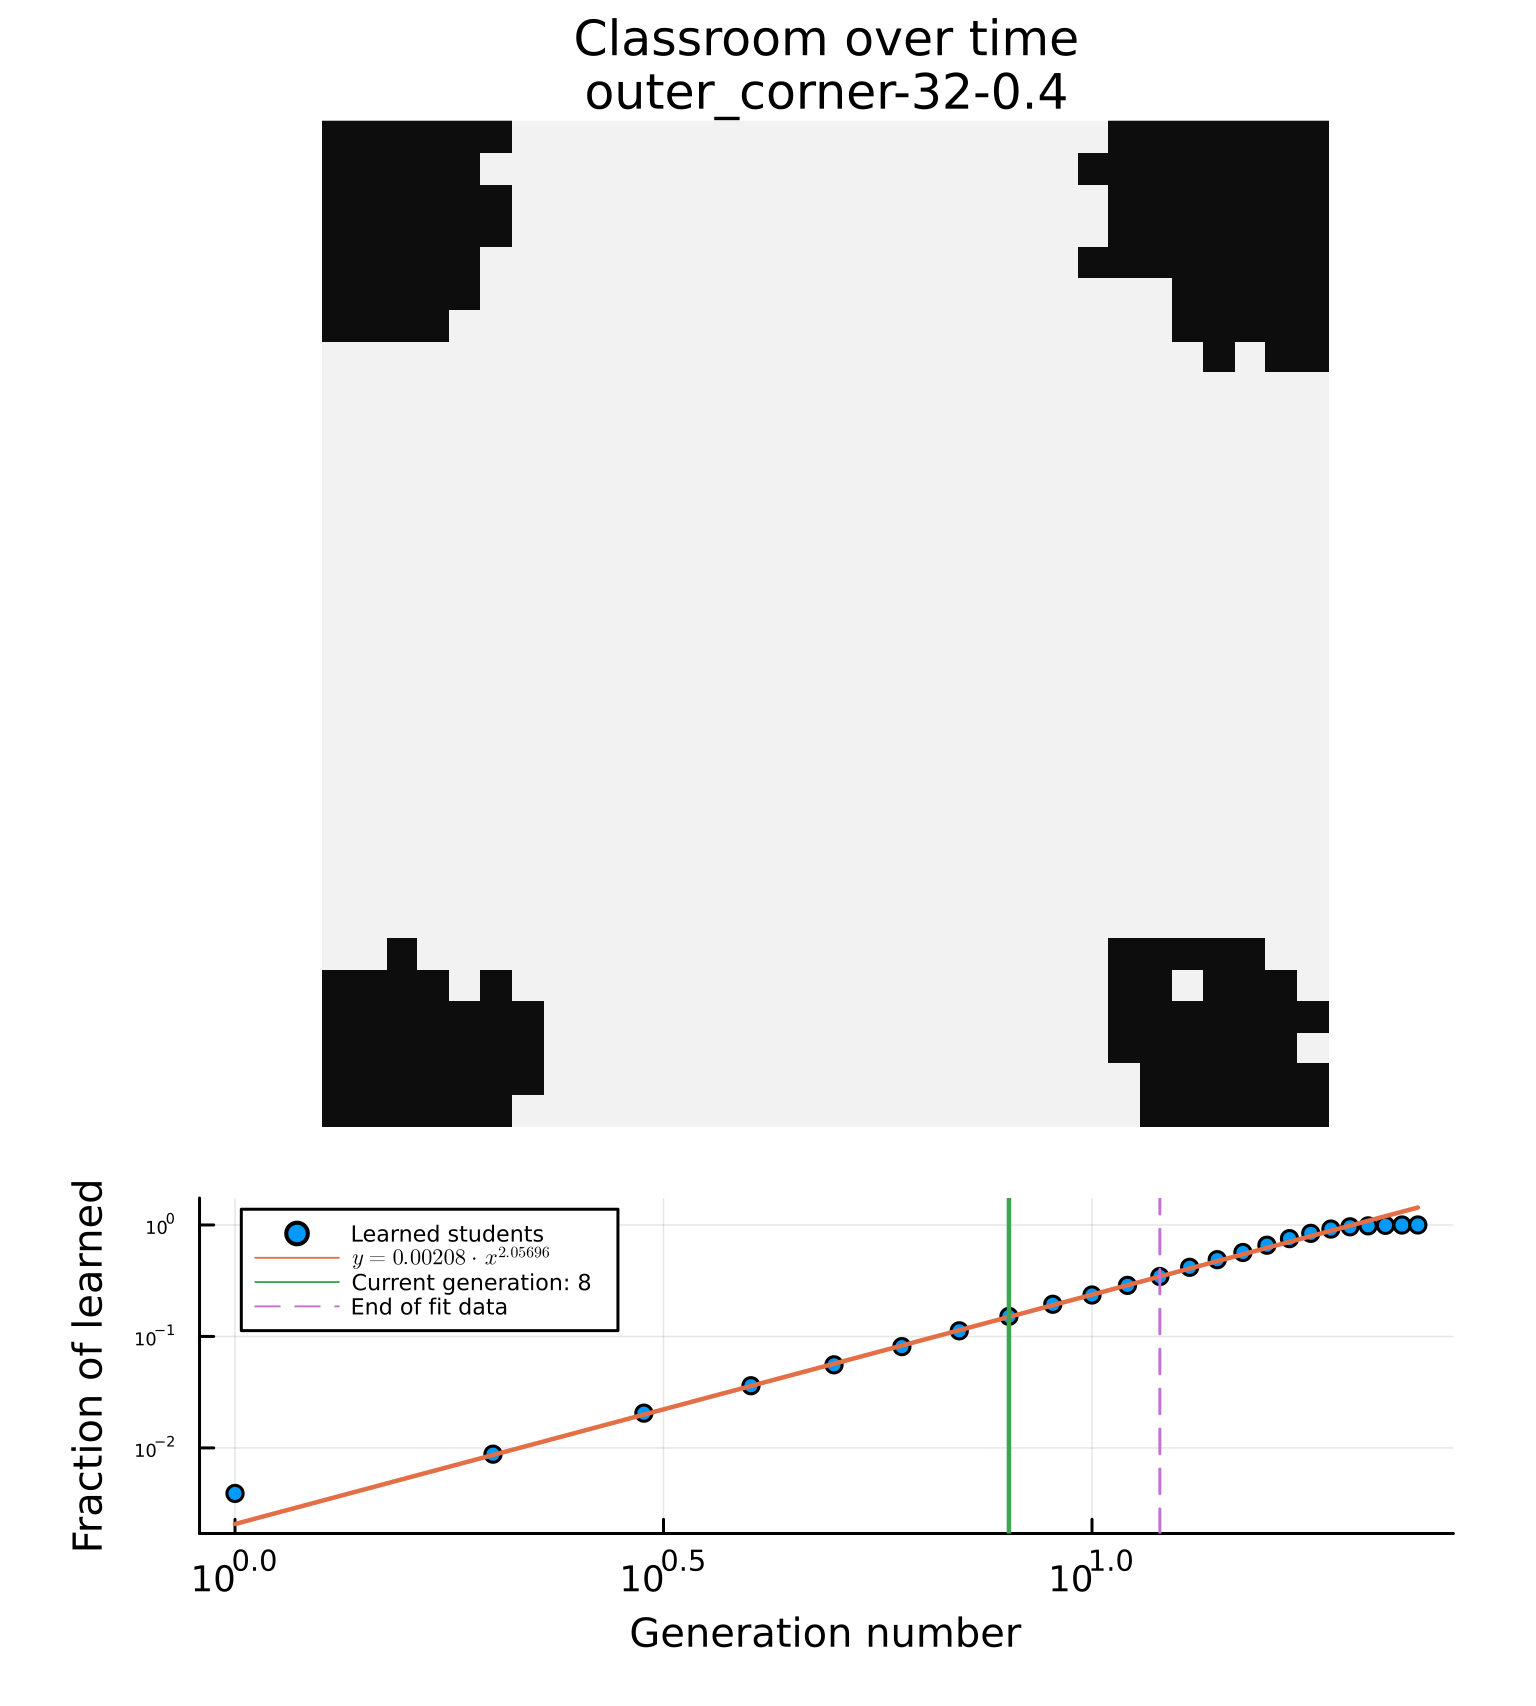 Classroom over time
outer_corner-32-0.4
Fraction of learned
10^0
10^−1
10^−2
Learned students
y = 0.00208 · x^2.05696
Current generation: 8
End of fit data
10^0.0 10^0.5 10^1.0
Generation number